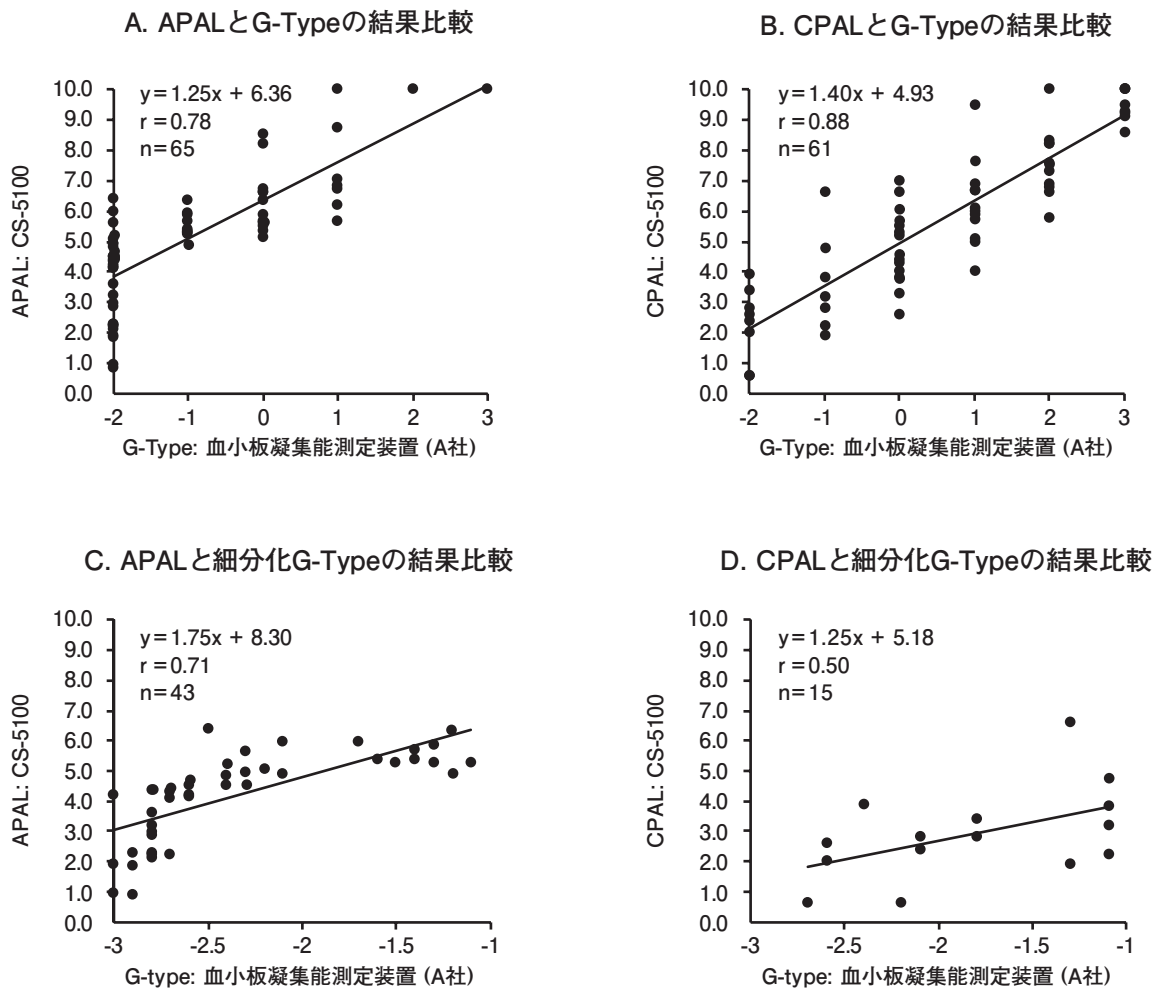 A. APALとG-Typeの結果比較
y=1.25x + 6.36
r =0.78
n=65
APAL: CS-5100
10.0
9.0
8.0
7.0
6.0
5.0
4.0
3.0
2.0
1.0
0.0
-2 -1 0 1 2 3
G-Type: 血小板凝集能測定装置 (A社)
B. CPALとG-Typeの結果比較
y=1.40x + 4.93
r =0.88
n=61
CPAL: CS-5100
10.0
9.0
8.0
7.0
6.0
5.0
4.0
3.0
2.0
1.0
0.0
-2 -1 0 1 2 3
G-Type: 血小板凝集能測定装置 (A社)
C. APALと細分化G-Typeの結果比較
y=1.75x + 8.30
r =0.71
n=43
APAL: CS-5100
10.0
9.0
8.0
7.0
6.0
5.0
4.0
3.0
2.0
1.0
0.0
-3 -2.5 -2 -1.5 -1
G-type: 血小板凝集能測定装置 (A社)
D. CPALと細分化G-Typeの結果比較
y=1.25x + 5.18
r =0.50
n=15
CPAL: CS-5100
10.0
9.0
8.0
7.0
6.0
5.0
4.0
3.0
2.0
1.0
0.0
-3 -2.5 -2 -1.5 -1
G-type: 血小板凝集能測定装置 (A社)